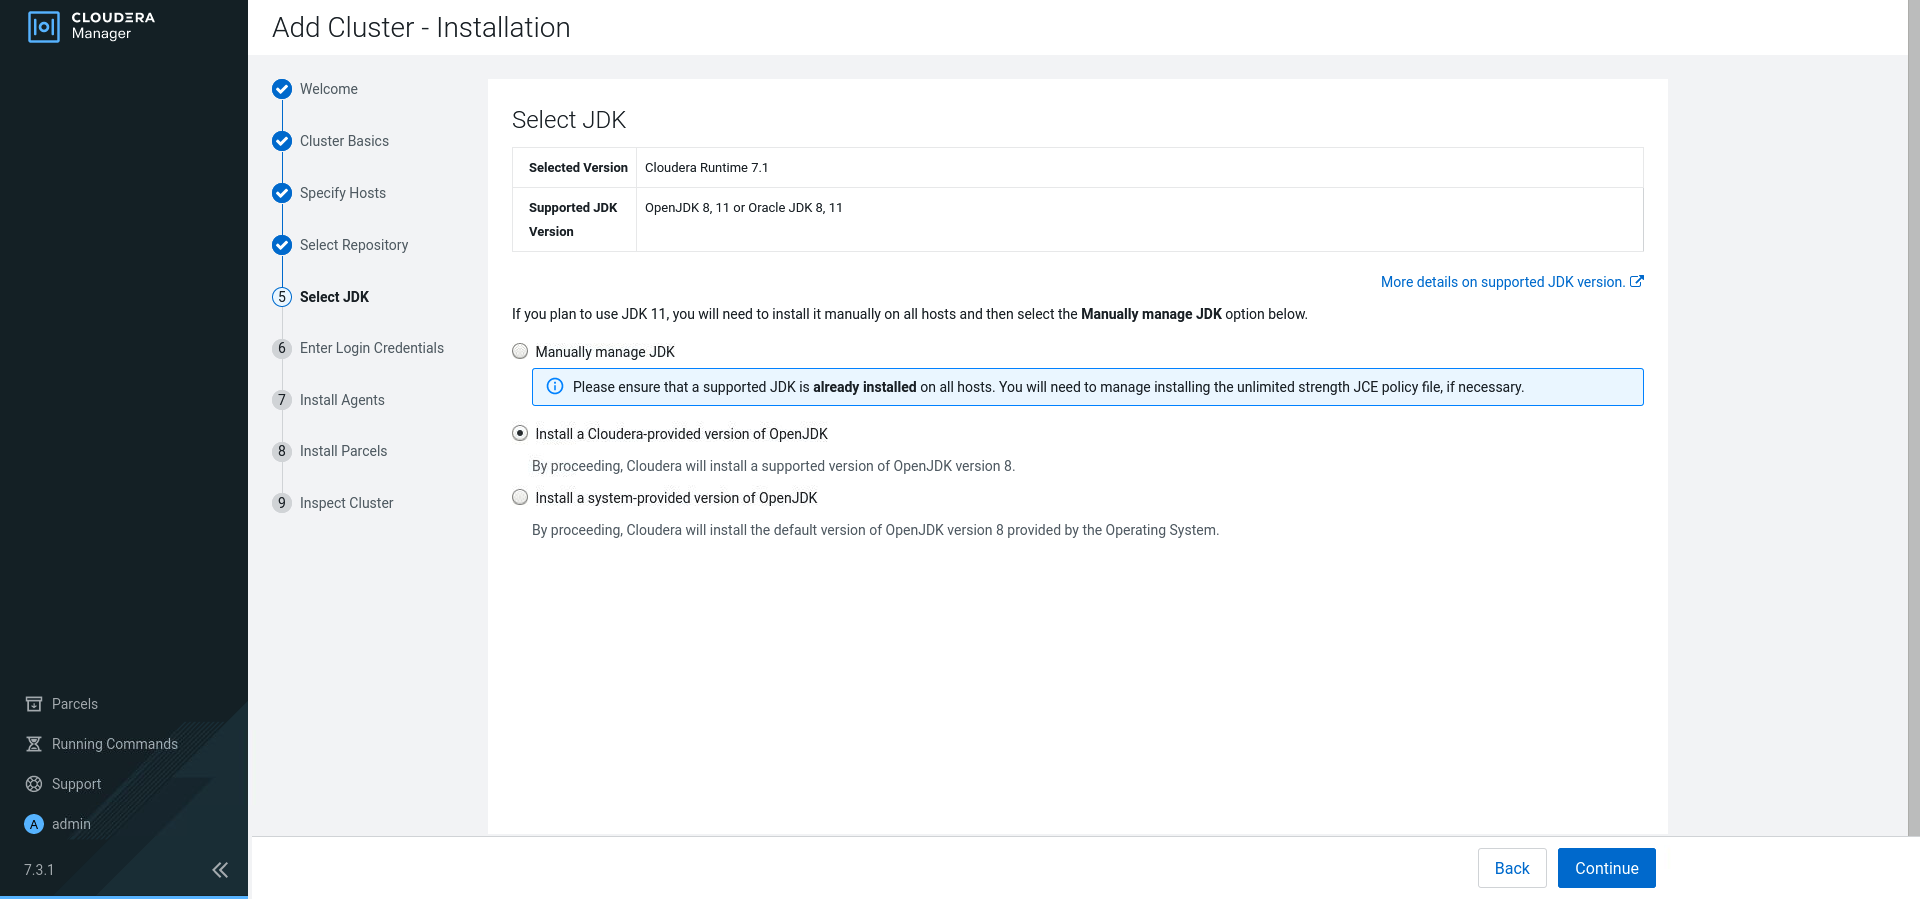 CLOUDERA
Manager
Add Cluster - Installation
Welcome
Cluster Basics
Specify Hosts
Select Repository
5 Select JDK
6 Enter Login Credentials
7 Install Agents
8 Install Parcels
9 Inspect Cluster
Select JDK
Selected Version Cloudera Runtime 7.1
Supported JDK Version OpenJDK 8, 11 or Oracle JDK 8, 11
More details on supported JDK version.
If you plan to use JDK 11, you will need to install it manually on all hosts and then select the Manually manage JDK option below.
Manually manage JDK
Please ensure that a supported JDK is already installed on all hosts. You will need to manage installing the unlimited strength JCE policy file, if necessary.
Install a Cloudera-provided version of OpenJDK
By proceeding, Cloudera will install a supported version of OpenJDK version 8.
Install a system-provided version of OpenJDK
By proceeding, Cloudera will install the default version of OpenJDK version 8 provided by the Operating System.
Parcels
Running Commands
Support
A admin
7.3.1
Back
Continue